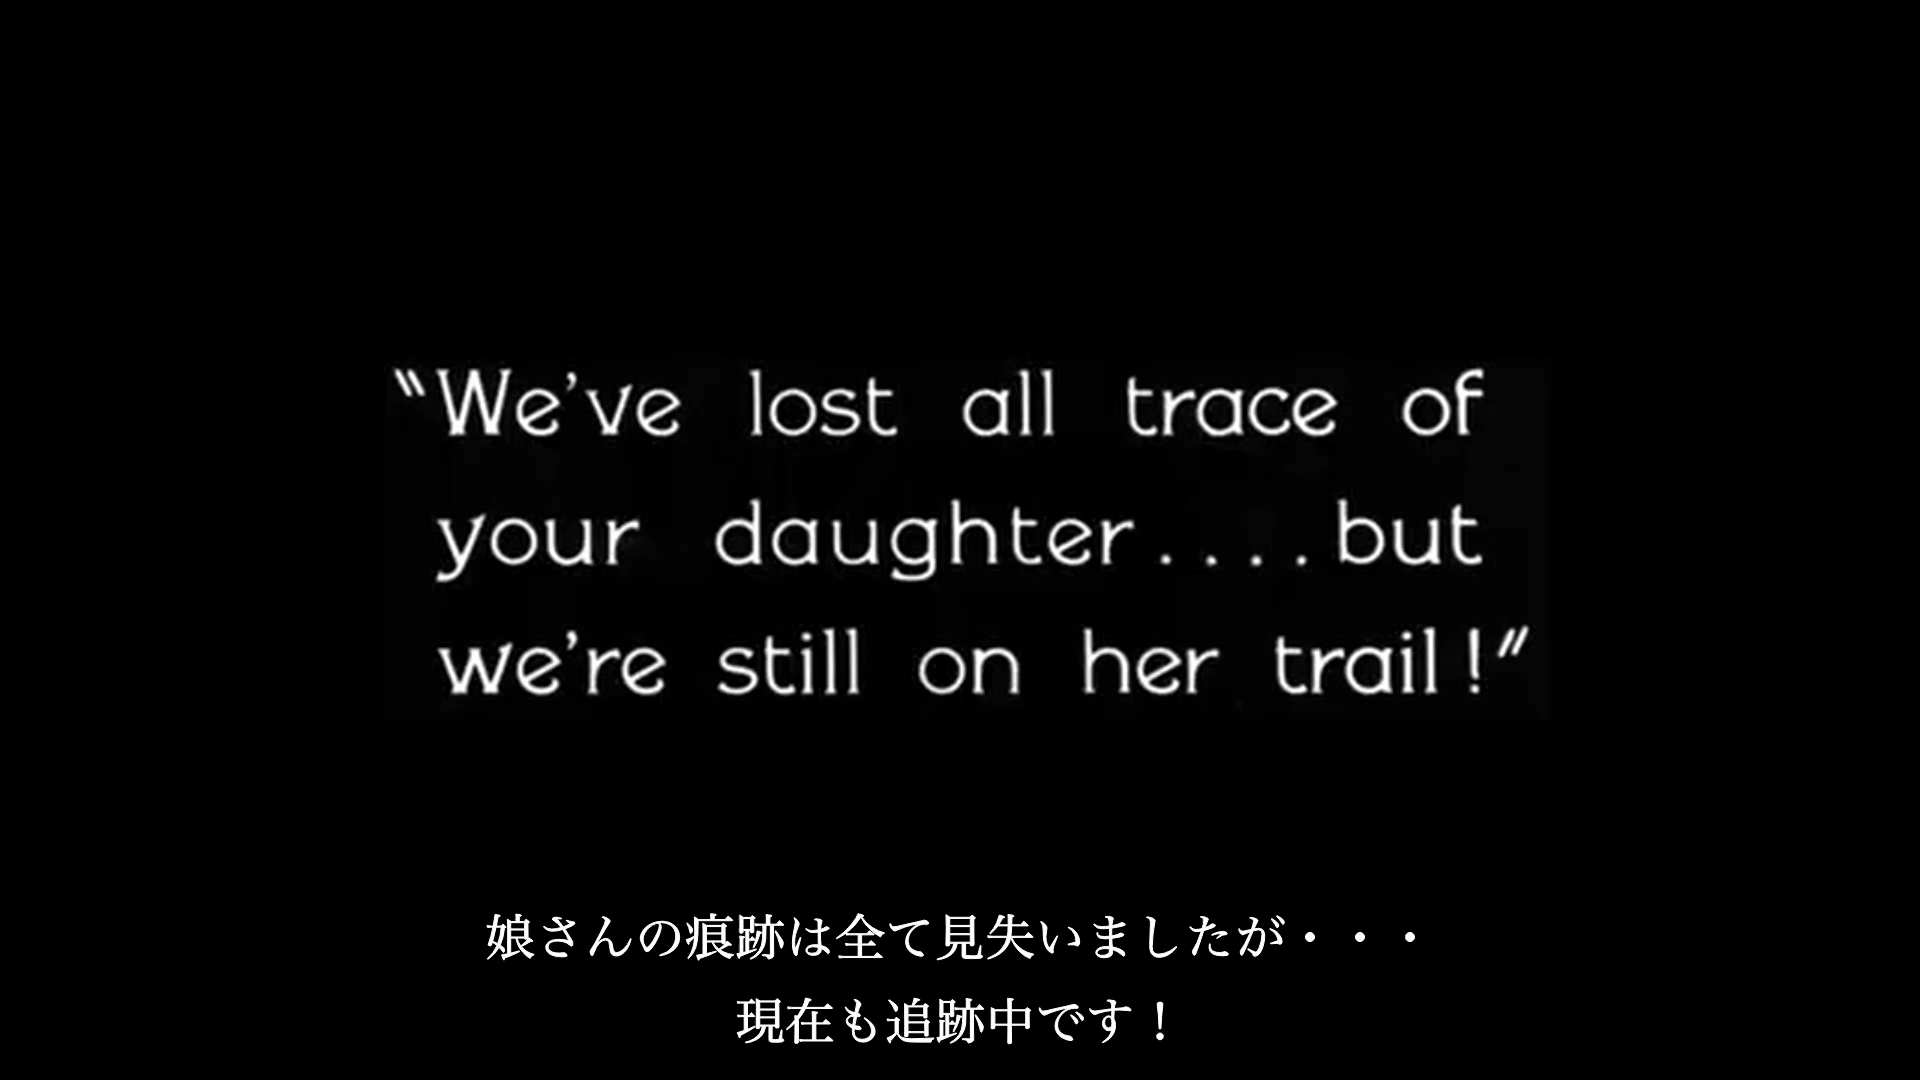 “We’ve lost all trace of
your daughter....but
we’re still on her trail!”
娘さんの痕跡は全て見失いましたが・・・
現在も追跡中です！